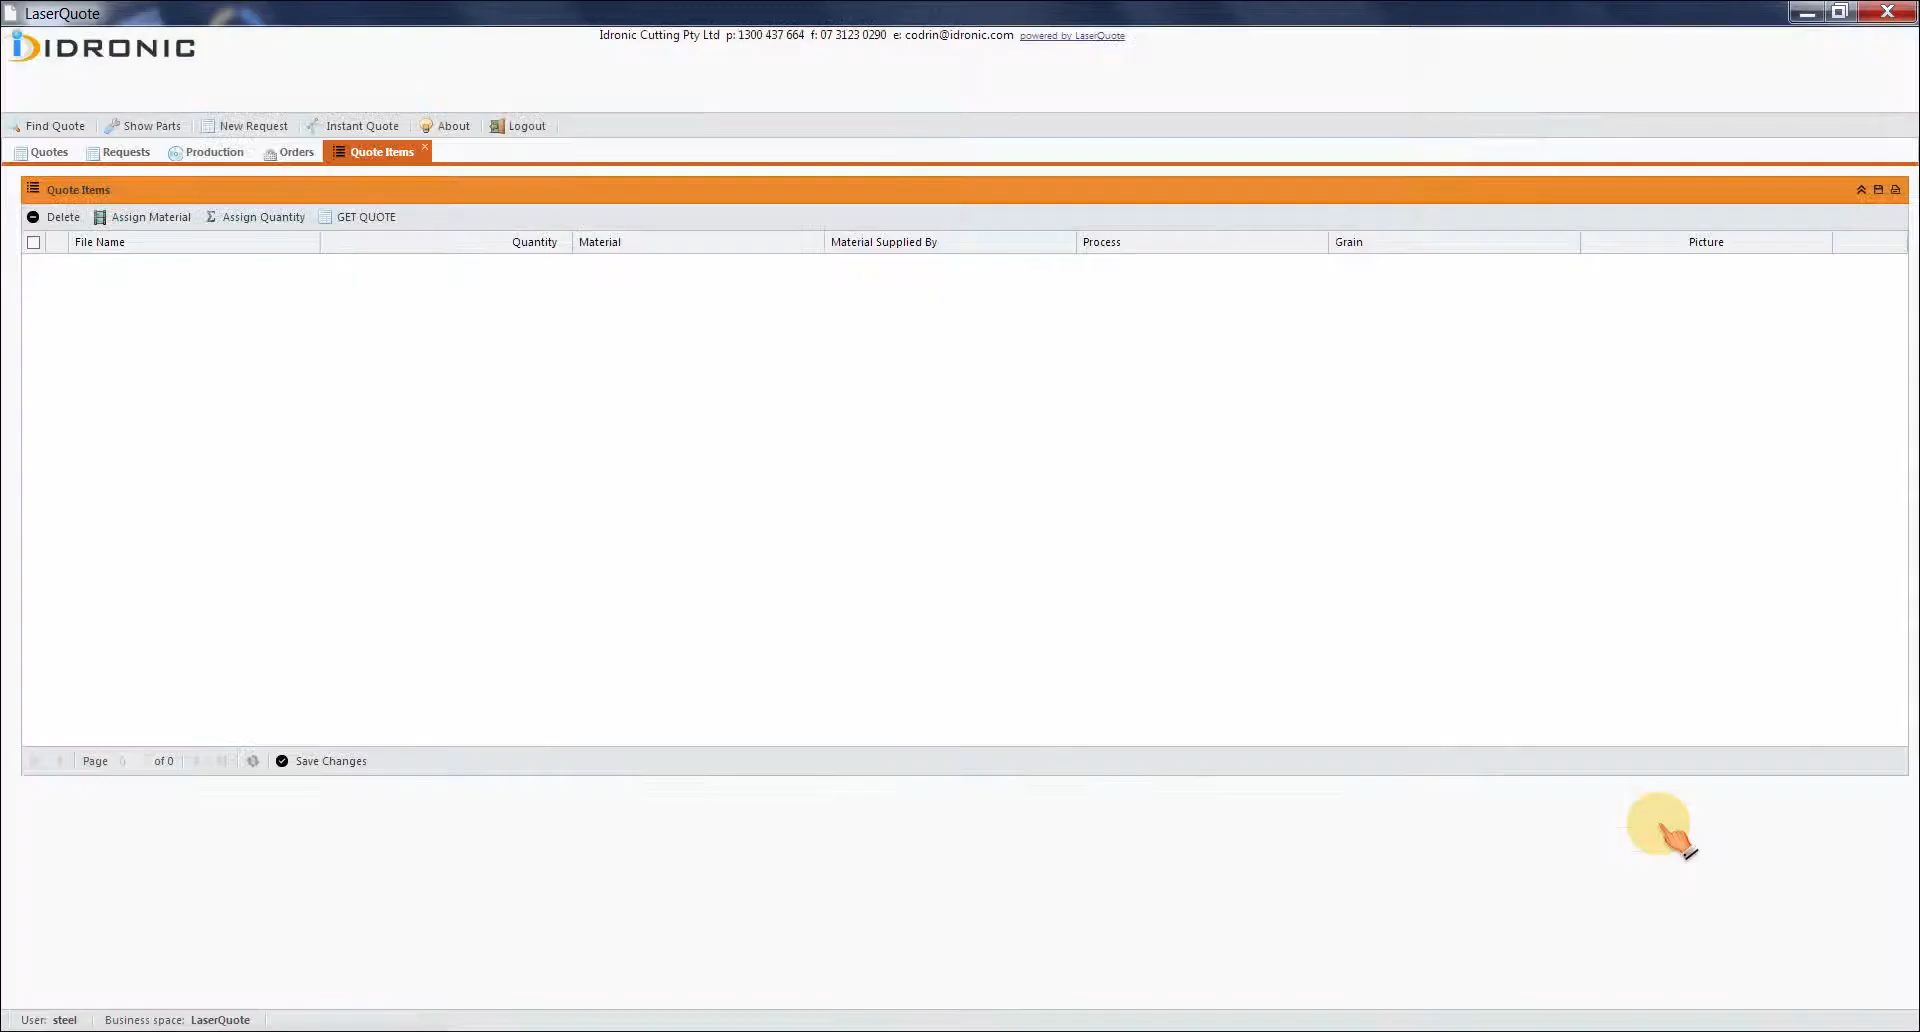 LaserQuote
IDRONIC
Idronic Cutting Pty Ltd p: 1300 437 664 f: 07 3123 0290 e: codrin@idronic.com powered by LaserQuote
Find Quote Show Parts New Request Instant Quote About Logout
Quotes Requests Production Orders Quote Items
Quote Items
Delete Assign Material Σ Assign Quantity GET QUOTE
File Name Quantity Material Material Supplied By Process Grain Picture
Page 0 of 0 Save Changes
User: steel Business space: LaserQuote